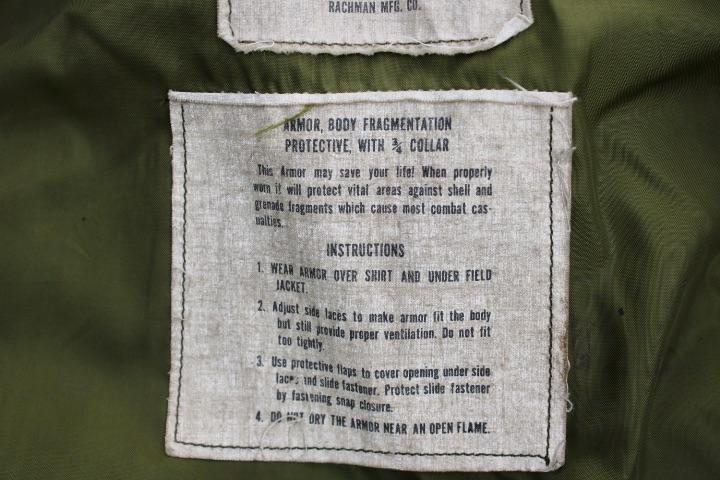 RACHMAN MFG. CO.
ARMOR, BODY FRAGMENTATION
PROTECTIVE, WITH ¾ COLLAR
This Armor may save your life! When properly
worn it will protect vital areas against shell and
grenade fragments which cause most combat cas-
ualties.
INSTRUCTIONS
1. WEAR ARMOR OVER SHIRT AND UNDER FIELD
JACKET.
2. Adjust side laces to make armor fit the body
but still provide proper ventilation. Do not fit
too tightly.
3. Use protective flaps to cover opening under side
laces and slide fastener. Protect slide fastener
by fastening snap closure.
4. DO NOT DRY THE ARMOR NEAR AN OPEN FLAME.